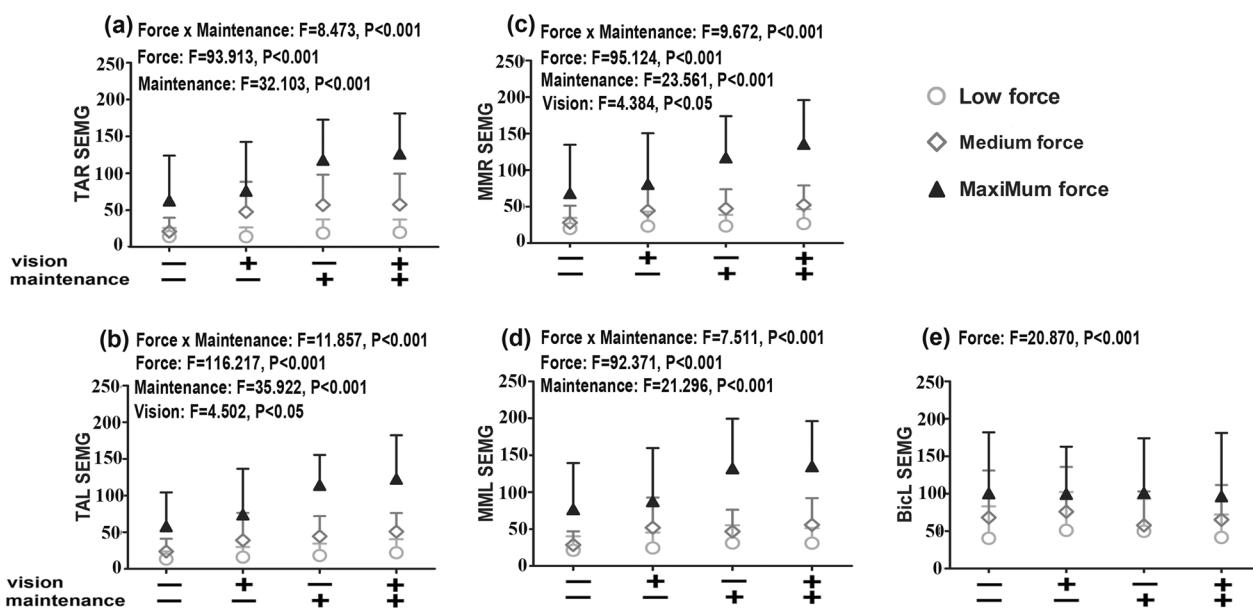 (a)
Force x Maintenance: F=8.473, P<0.001
Force: F=93.913, P<0.001
Maintenance: F=32.103, P<0.001
TAR SEMG
250
200
150
100
50
0
vision — + — +
maintenance — — + +
(c)
Force x Maintenance: F=9.672, P<0.001
Force: F=95.124, P<0.001
Maintenance: F=23.561, P<0.001
Vision: F=4.384, P<0.05
MMR SEMG
250
200
150
100
50
0
— + — +
— — + +
Low force
Medium force
MaxiMum force
(b)
Force x Maintenance: F=11.857, P<0.001
Force: F=116.217, P<0.001
Maintenance: F=35.922, P<0.001
Vision: F=4.502, P<0.05
TAL SEMG
250
200
150
100
50
0
vision — + — +
maintenance — — + +
(d)
Force x Maintenance: F=7.511, P<0.001
Force: F=92.371, P<0.001
Maintenance: F=21.296, P<0.001
MML SEMG
250
200
150
100
50
0
— + — +
— — + +
(e)
Force: F=20.870, P<0.001
BicL SEMG
250
200
150
100
50
0
— + — +
— — + +